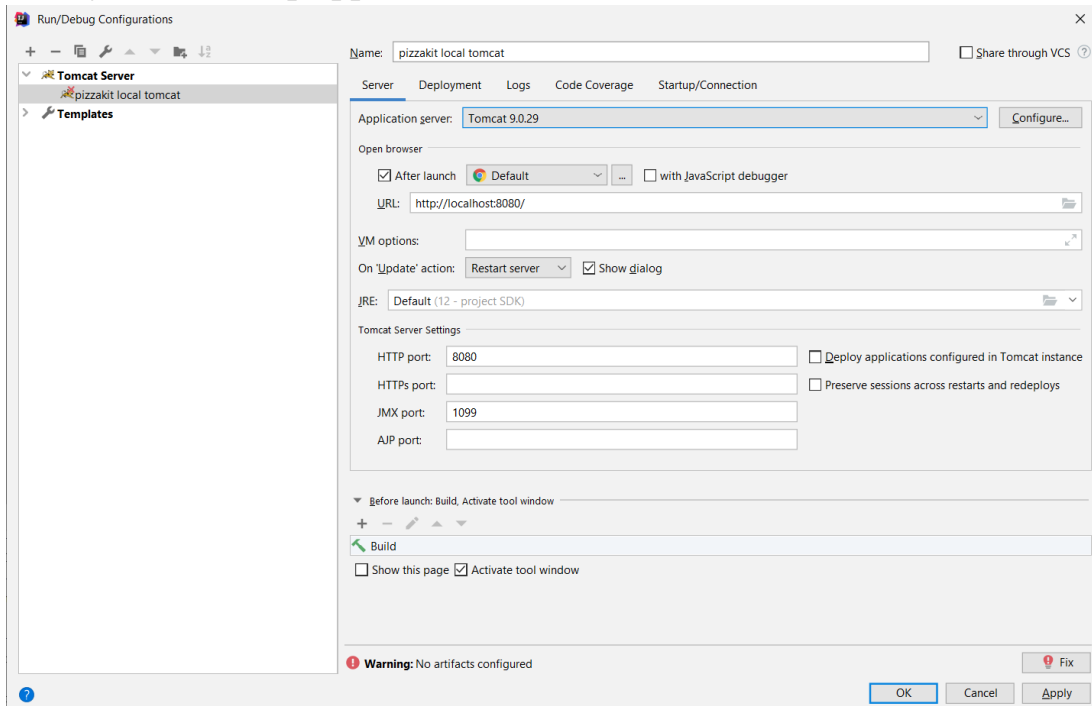 Run/Debug Configurations
Name: pizzakit local tomcat
Share through VCS
Tomcat Server
pizzakit local tomcat
Templates
Server Deployment Logs Code Coverage Startup/Connection
Application server: Tomcat 9.0.29 Configure...
Open browser
After launch Default ... with JavaScript debugger
URL: http://localhost:8080/
VM options:
On 'Update' action: Restart server Show dialog
JRE: Default (12 - project SDK)
Tomcat Server Settings
HTTP port: 8080 Deploy applications configured in Tomcat instance
HTTPs port: Preserve sessions across restarts and redeploys
JMX port: 1099
AJP port:
Before launch: Build, Activate tool window
Build
Show this page Activate tool window
Warning: No artifacts configured Fix
OK Cancel Apply